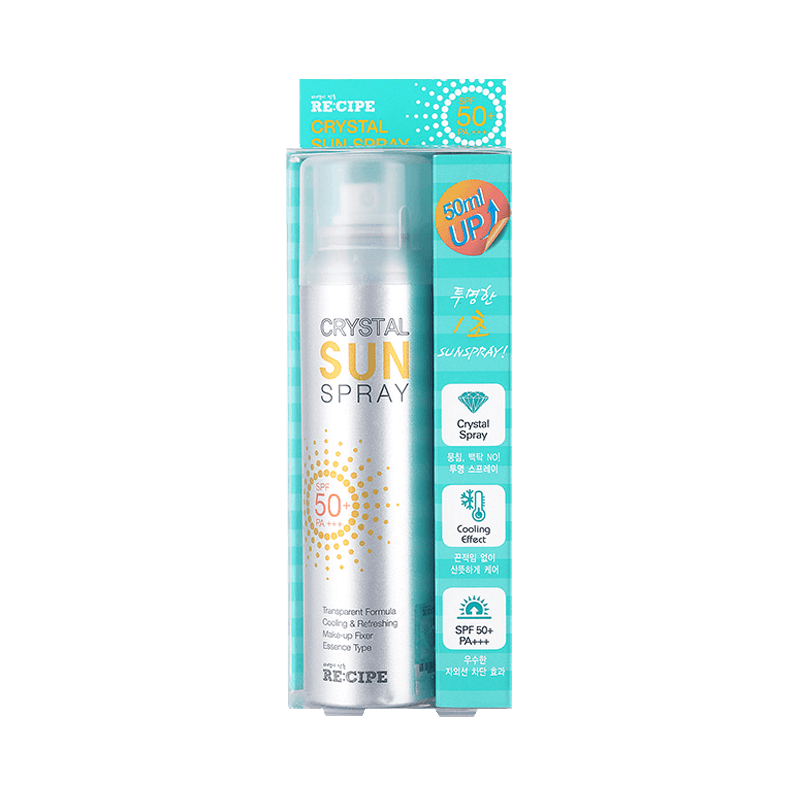 RE:CIPE
CRYSTAL
SUN SPRAY
SPF
50+
PA +++
CRYSTAL
SUN
SPRAY
SPF
50+
PA +++
Transparent Formula
Cooling & Refreshing
Make-up Fixer
Essence Type
RE:CIPE
50ml
UP
투명한
1초
SUNSPRAY!
Crystal
Spray
뭉침, 백탁 NO!
투명 스프레이
Cooling
Effect
끈적임 없이
산뜻하게 케어
SPF 50+
PA+++
우수한
자외선 차단 효과